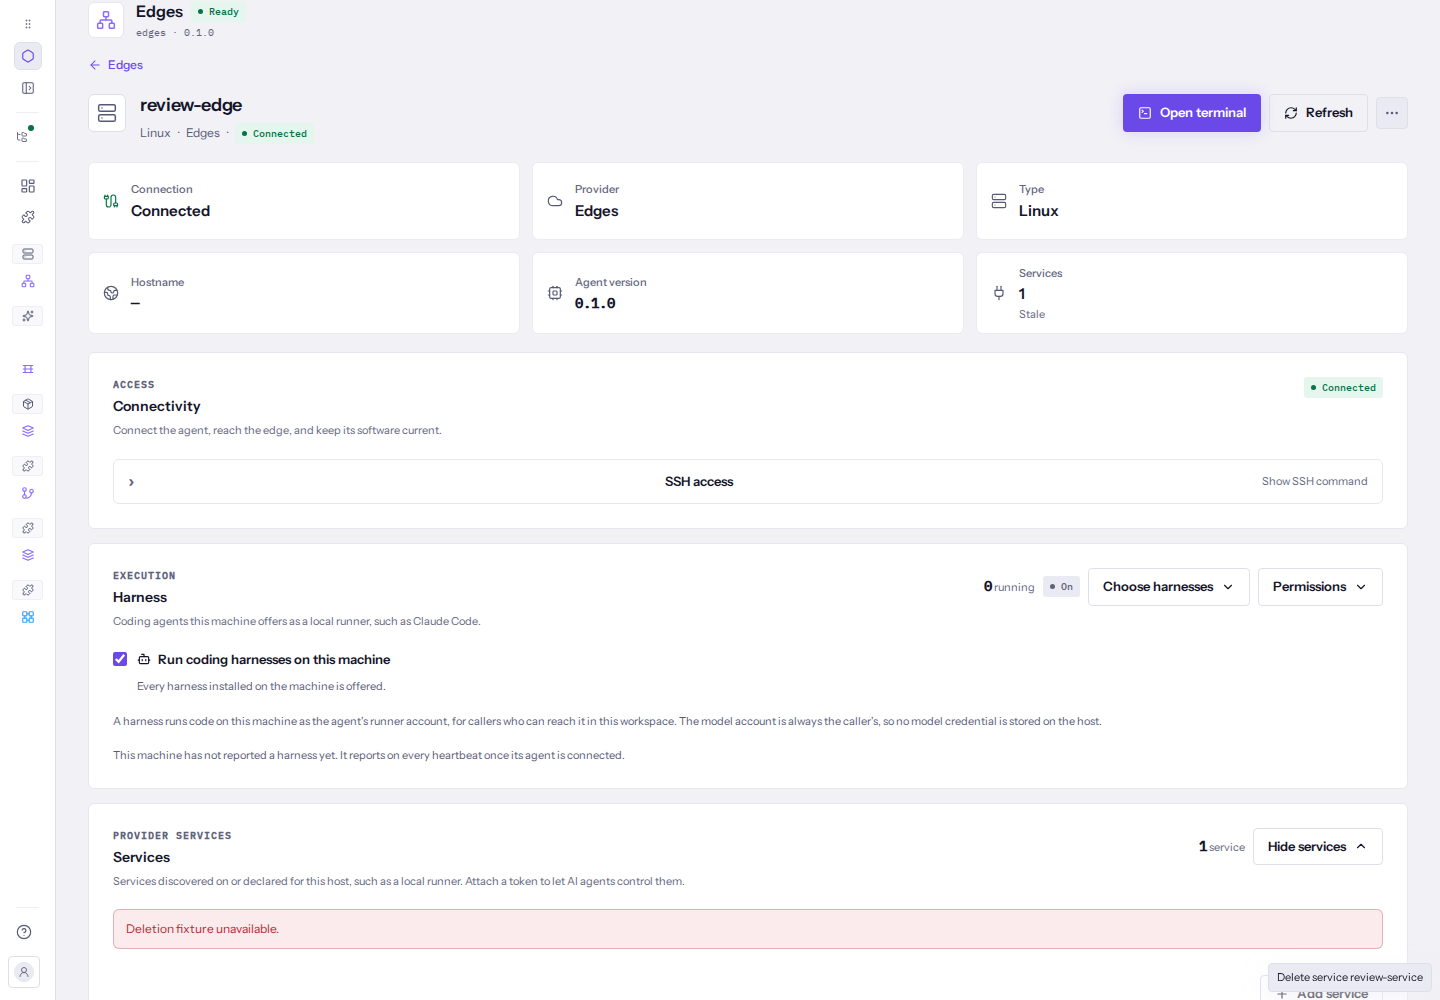 Edges
Ready
edges · 0.1.0
Edges
review-edge
Linux · Edges ·
Connected
Open terminal
Refresh
Connection
Connected
Provider
Edges
Type
Linux
Hostname
—
Agent version
0.1.0
Services
1
Stale
ACCESS
Connected
Connectivity
Connect the agent, reach the edge, and keep its software current.
SSH access
Show SSH command
EXECUTION
0 running
On
Choose harnesses
Permissions
Harness
Coding agents this machine offers as a local runner, such as Claude Code.
Run coding harnesses on this machine
Every harness installed on the machine is offered.
A harness runs code on this machine as the agent's runner account, for callers who can reach it in this workspace. The model account is always the caller's, so no model credential is stored on the host.
This machine has not reported a harness yet. It reports on every heartbeat once its agent is connected.
PROVIDER SERVICES
1 service
Hide services
Services
Services discovered on or declared for this host, such as a local runner. Attach a token to let AI agents control them.
Deletion fixture unavailable.
Delete service review-service
Add service